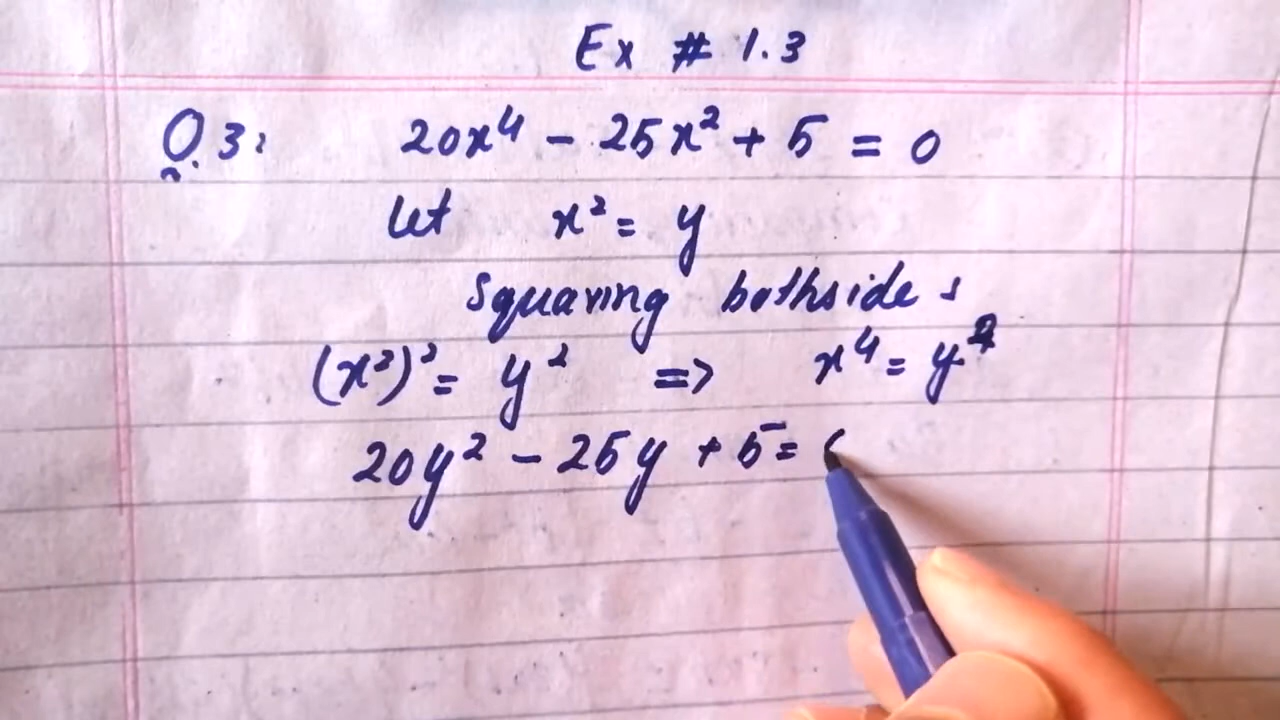 Ex # 1.3
Q.3: 20x⁴ - 25x² + 5 = 0
Let x² = y
Squaring bothsides
(x²)² = y² => x⁴ = y²
20y² - 25y + 5 =